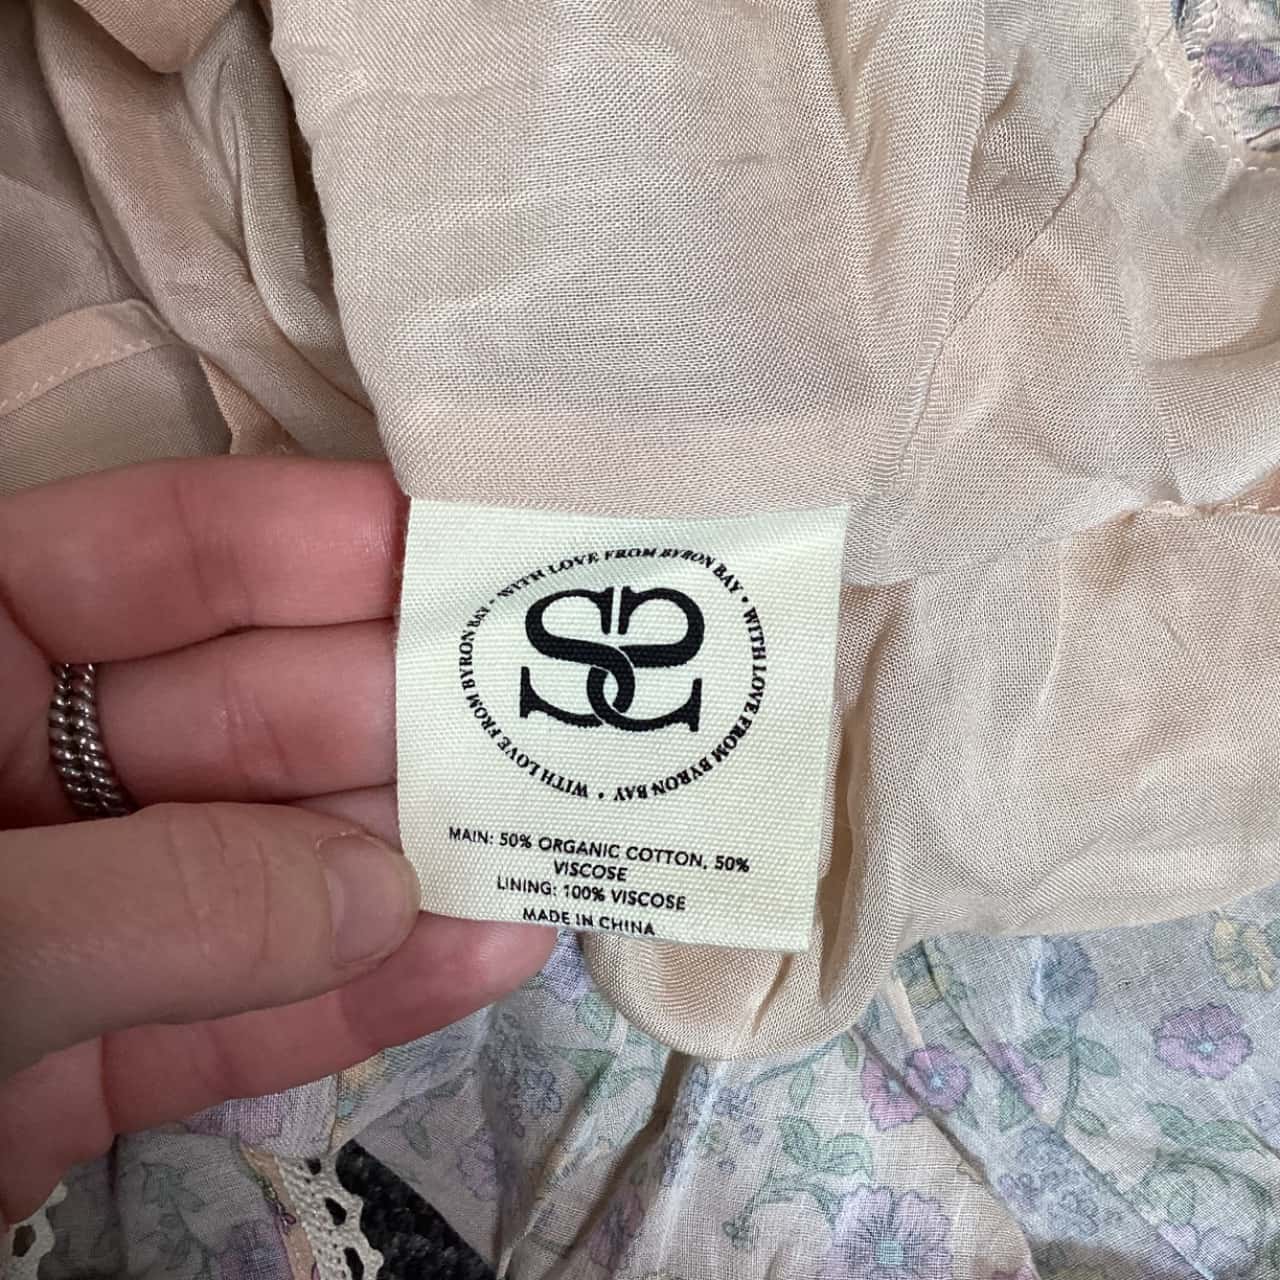 WITH LOVE FROM BYRON BAY • WITH LOVE FROM BYRON BAY • WITH LOVE FROM BYRON BAY •
MAIN: 50% ORGANIC COTTON, 50%
VISCOSE
LINING: 100% VISCOSE
MADE IN CHINA